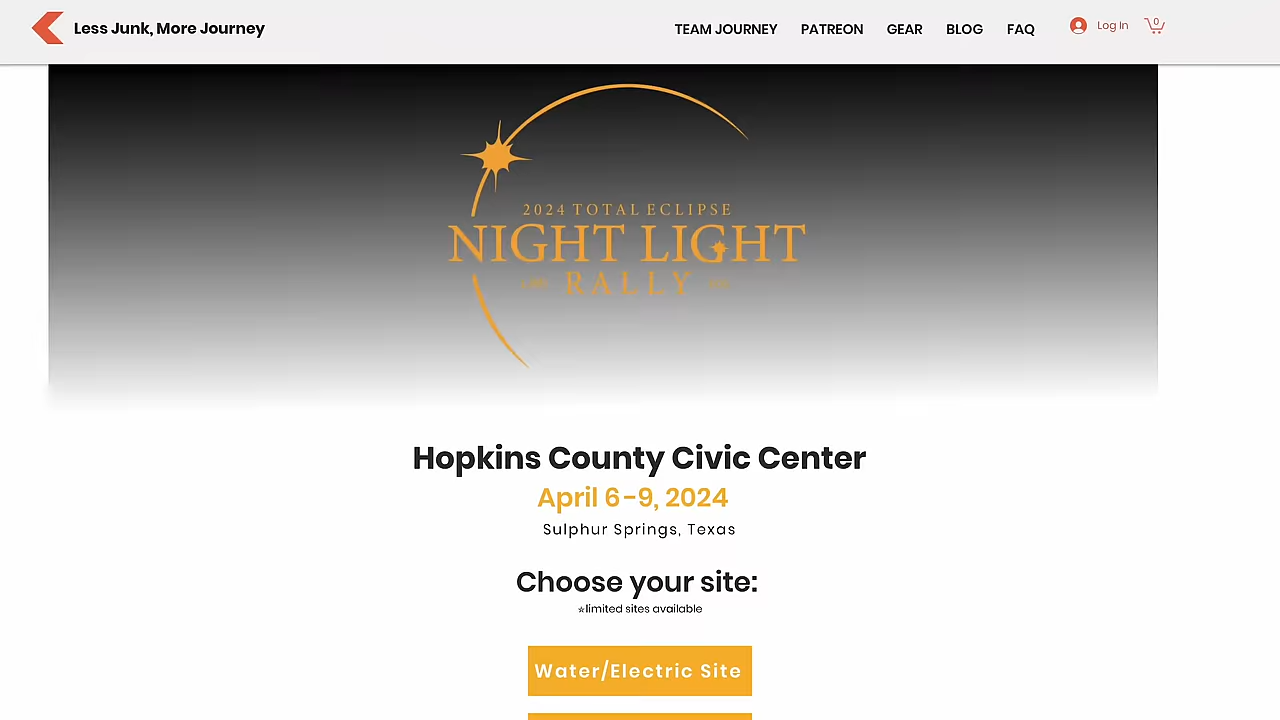 Less Junk, More Journey
TEAM JOURNEY PATREON GEAR BLOG FAQ Log In 0
2024 TOTAL ECLIPSE
NIGHT LIGHT
RALLY
Hopkins County Civic Center
April 6-9, 2024
Sulphur Springs, Texas
Choose your site:
*limited sites available
Water/Electric Site